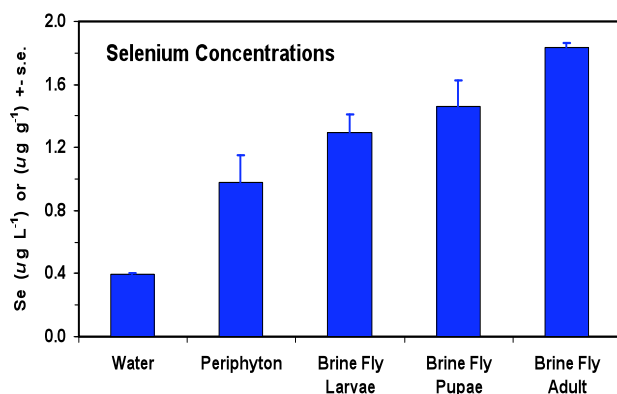 Selenium Concentrations
Se (ug L⁻¹) or (ug g⁻¹) +- s.e.
2.0
1.6
1.2
0.8
0.4
0.0
Water Periphyton Brine Fly Brine Fly Brine Fly
Larvae Pupae Adult